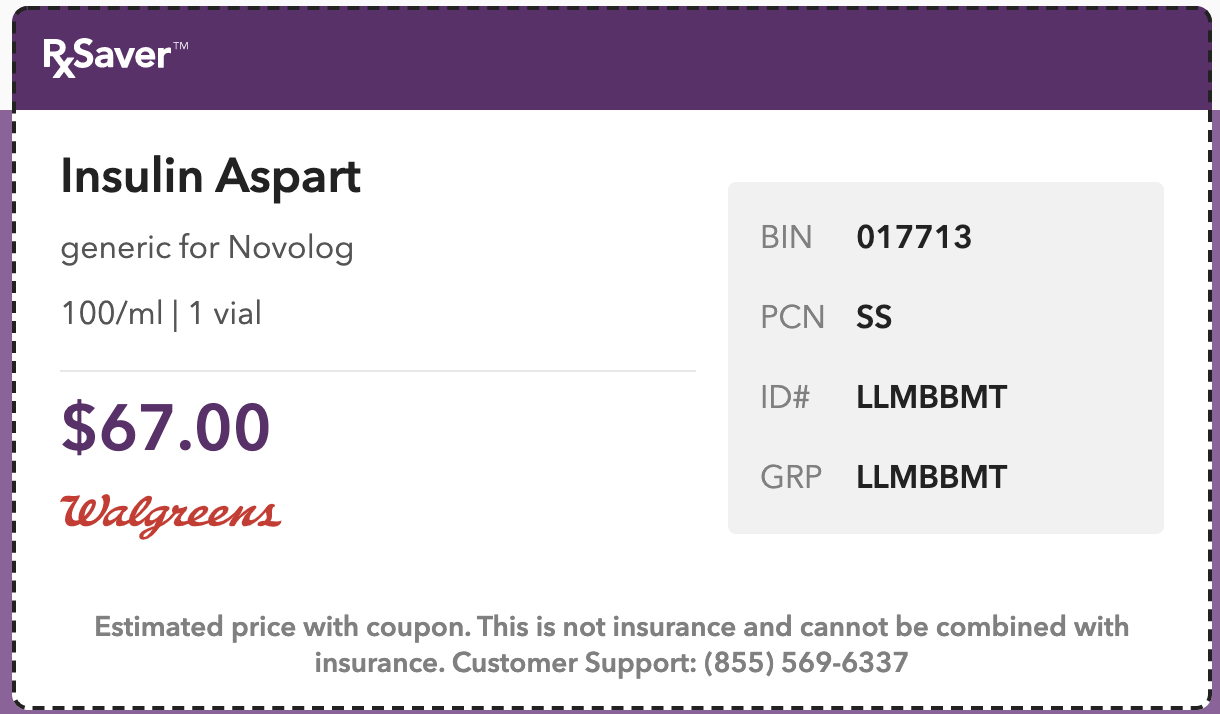 RxSaver™
Insulin Aspart
generic for Novolog
100/ml | 1 vial
$67.00
Walgreens
BIN 017713
PCN SS
ID# LLMBBMT
GRP LLMBBMT
Estimated price with coupon. This is not insurance and cannot be combined with
insurance. Customer Support: (855) 569-6337